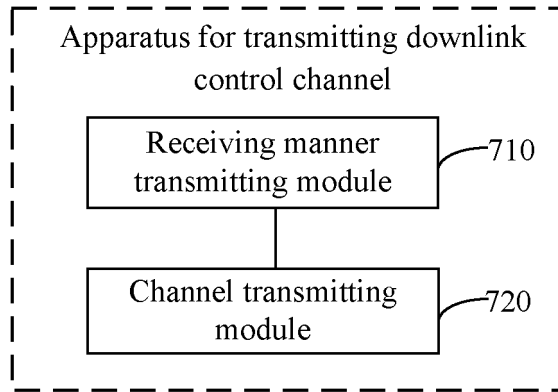 Apparatus for transmitting downlink
control channel
Receiving manner
transmitting module
710
Channel transmitting
module
720